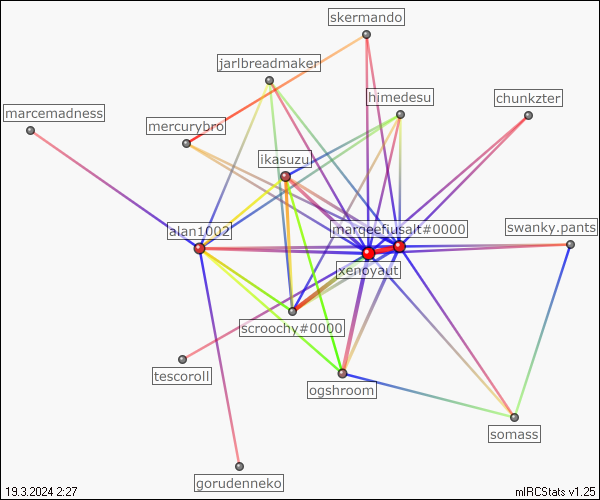 skermando
jarlbreadmaker
himedesu
chunkzter
marcemadness
mercurybro
ikasuzu
alan1002
maroeefiusalt#0000
swanky.pants
xenoyaut
scroochy#0000
tescoroll
ogshroom
somass
gorudenneko
19.3.2024 2:27
mIRCStats v1.25